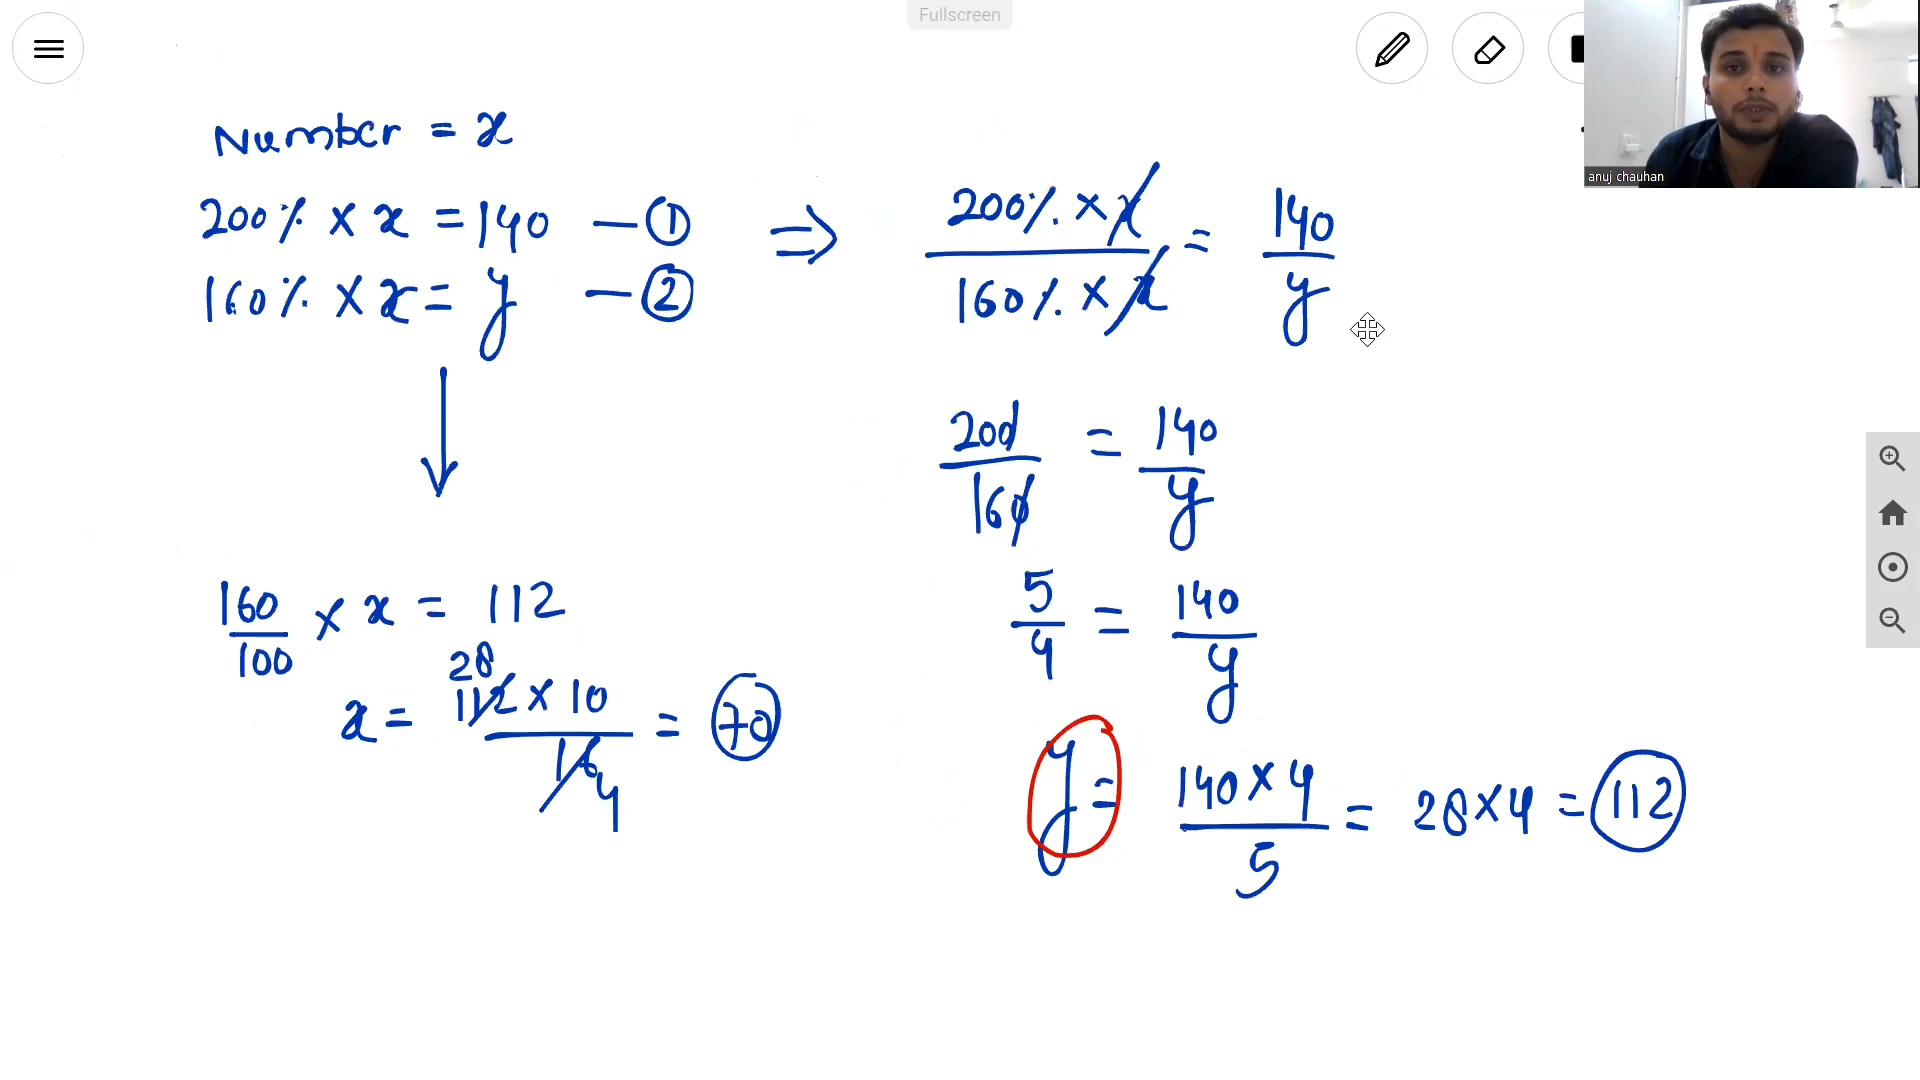 Fullscreen
anuj chauhan
Number = x
200% × x = 140 — ①
160% × x = y — ②
⇒ 200% × x / 160% × x = 140 / y
200 / 160 = 140 / y
5 / 4 = 140 / y
y = 140 × 4 / 5 = 28 × 4 = 112
160 / 100 × x = 112
28
x = 112 × 10 / 16 = 70
4